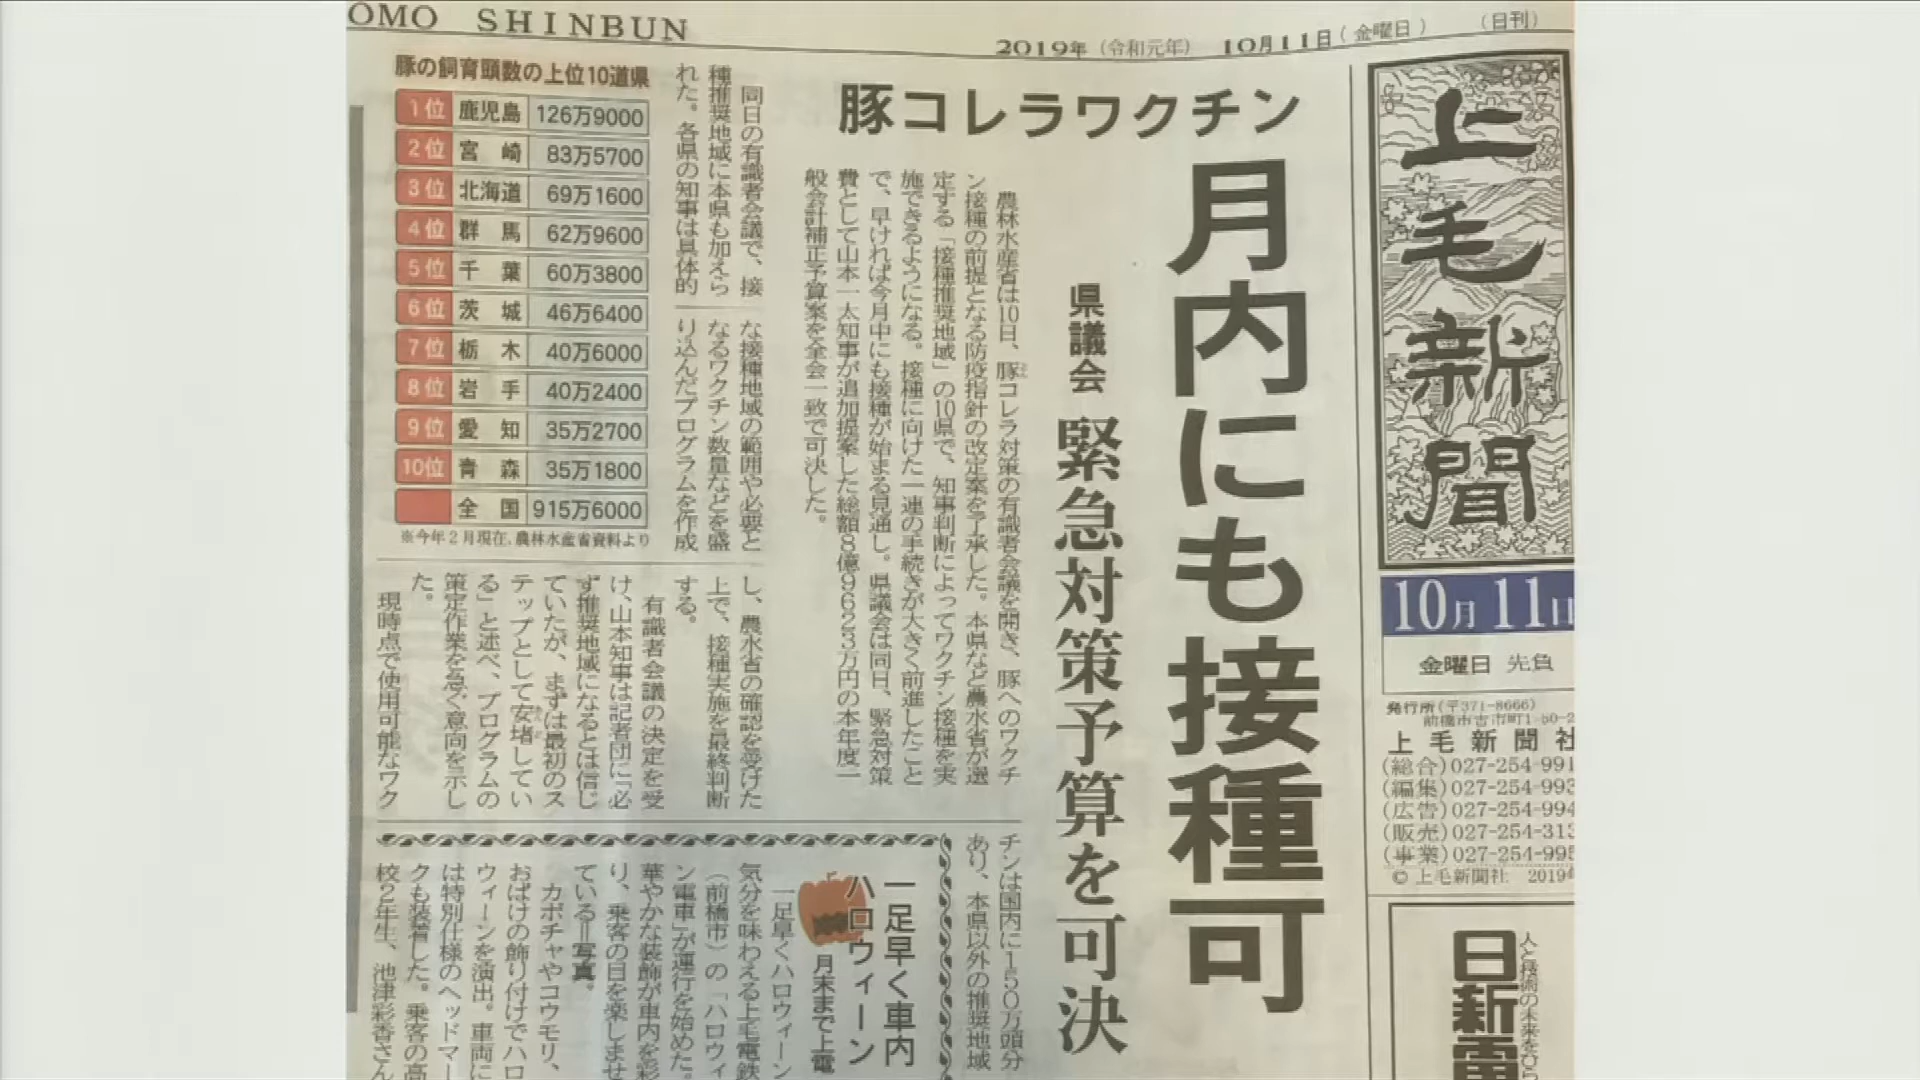 OMO SHINBUN
2019年(令和元年) 10月11日(金曜日)
(日刊)
上毛新聞
10月11日
金曜日 先負
発行所(〒371-8666)
前橋市古市町1-50-2
上毛新聞社
(総合)027-254-991
(編集)027-254-993
(広告)027-254-994
(販売)027-254-313
(事業)027-254-995
© 上毛新聞社 2019
人と技術の未来をひら
日新電
豚コレラワクチン
月内にも接種可
県議会 緊急対策予算を可決
農林水産省は10日、豚コレラ対策の有識者会議を開き、豚へのワクチ
ン接種の前提となる防疫指針の改定案を了承した。本県など農水省が選
定する「接種推奨地域」の10県で、知事判断によってワクチン接種を実
施できるようになる。接種に向けた一連の手続きが大きく前進したこと
で、早ければ今月中にも接種が始まる見通し。県議会は同日、緊急対策
費として山本一太知事が追加提案した総額8億9623万円の本年度一
般会計補正予算案を全会一致で可決した。
同日の有識者会議で、接
種推奨地域に本県も加えら
れた。各県の知事は具体的
な接種地域の範囲や必要と
なるワクチン数量などを盛
り込んだプログラムを作成
し、農水省の確認を受けた
上で、接種実施を最終判断
する。
有識者会議の決定を受
け、山本知事は記者団に「必
ず推奨地域になるとは信じ
ていたが、まずは最初のス
テップとして安堵してい
る」と述べ、プログラムの
策定作業を急ぐ意向を示し
た。
現時点で使用可能なワク
チンは国内に150万頭分
あり、本県以外の推奨地域
豚の飼育頭数の上位10道県
1位 鹿児島 126万9000
2位 宮崎 83万5700
3位 北海道 69万1600
4位 群馬 62万9600
5位 千葉 60万3800
6位 茨城 46万6400
7位 栃木 40万6000
8位 岩手 40万2400
9位 愛知 35万2700
10位 青森 35万1800
全国 915万6000
※今年2月現在、農林水産省資料より
一足早く車内
ハロウィーン
月末まで上電
一足早くハロウィーン
気分を味わえる上毛電鉄
(前橋市)の「ハロウィ
ン電車」が運行を始めた。
華やかな装飾が車内を彩
り、乗客の目を楽しませ
ている=写真。
カボチャやコウモリ、
おばけの飾り付けでハロ
ウィーンを演出。車両に
は特別仕様のヘッドマー
クも装着した。乗客の高
校2年生、池津彩香さん